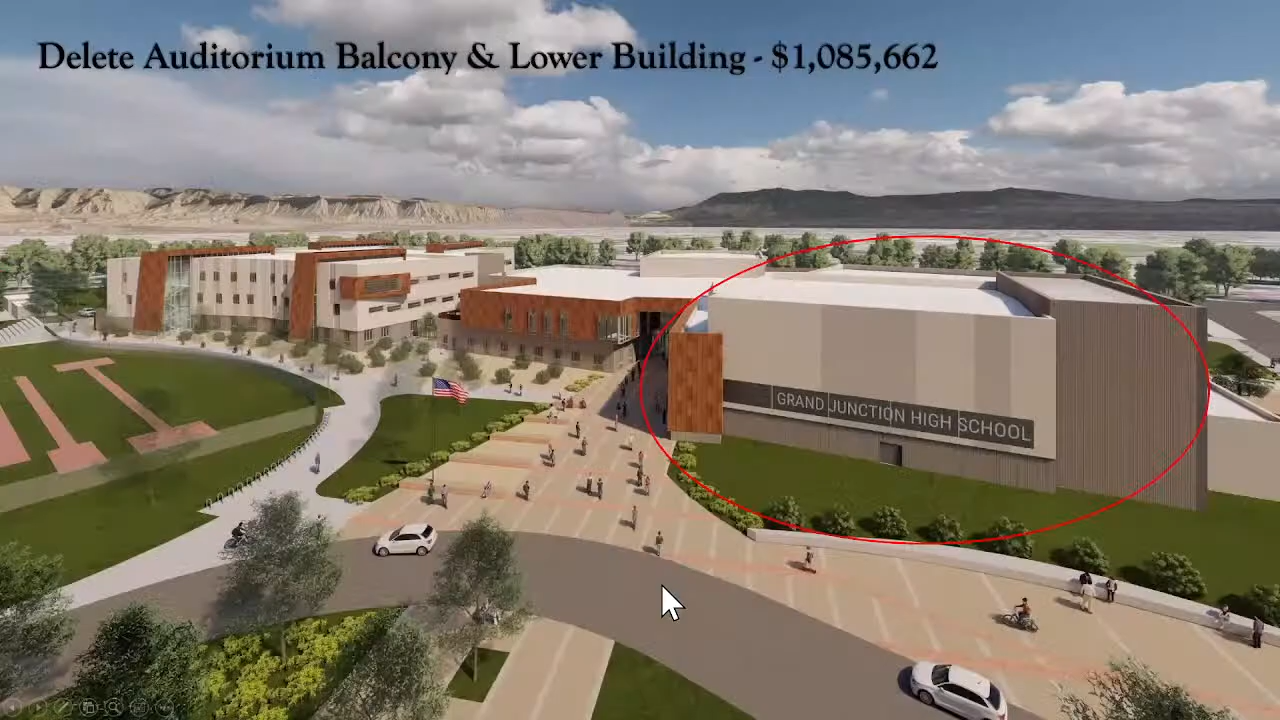 Delete Auditorium Balcony & Lower Building - $1,085,662
GRAND JUNCTION HIGH SCHOOL